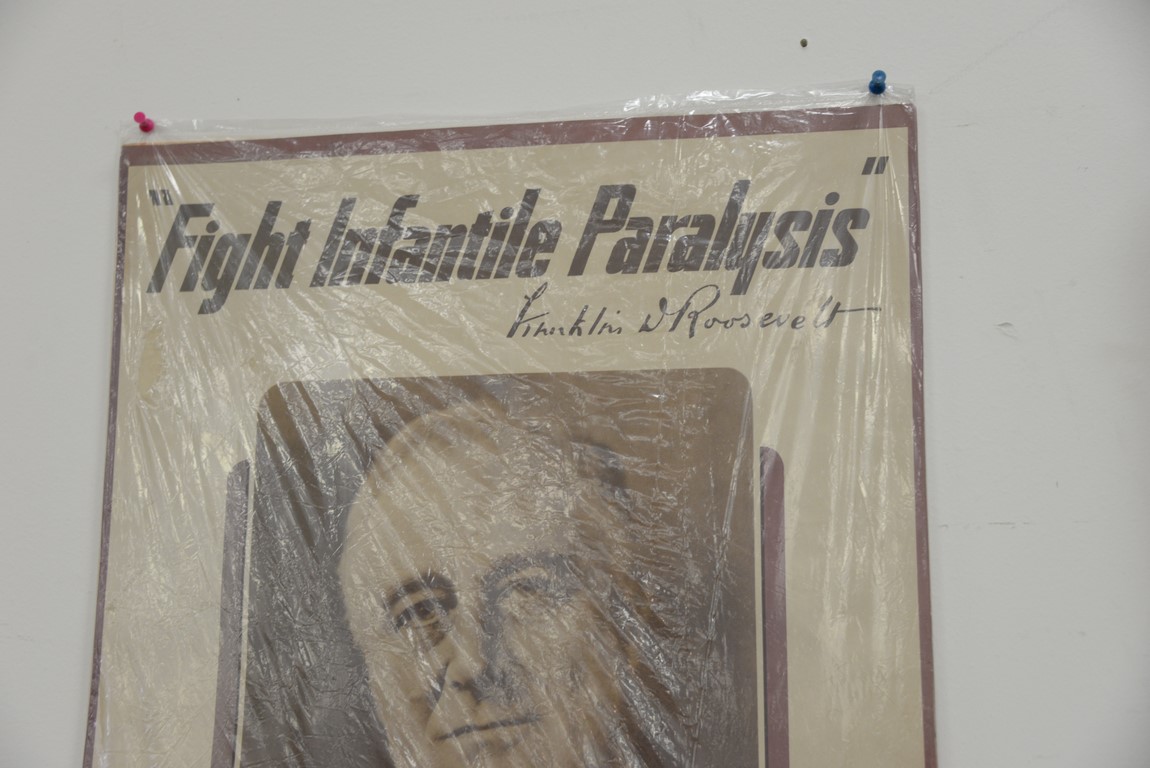 "Fight Infantile Paralysis"
Franklin D Roosevelt